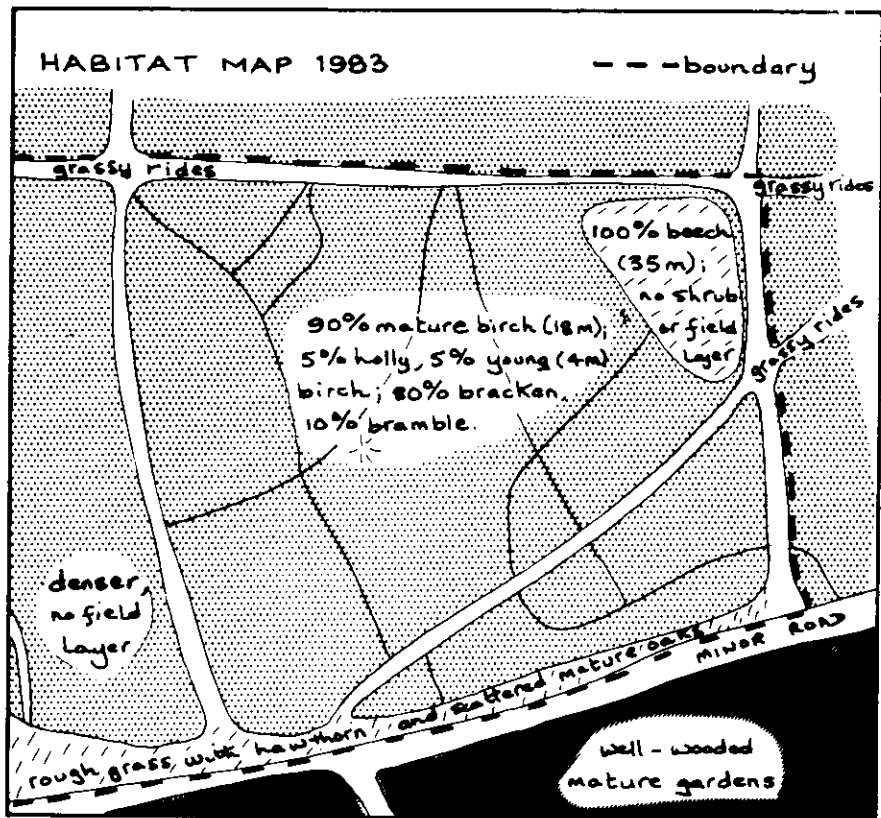 HABITAT MAP 1983
boundary
grassy rides
grassy rides
100% beech
(35m);
no shrub
or field
layer
grassy rides
90% mature birch (18m);
5% holly, 5% young (4m)
birch; 80% bracken,
10% bramble.
denser,
no field
layer
rough grass with hawthorn and scattered mature oaks
MINOR ROAD
well-wooded
mature gardens